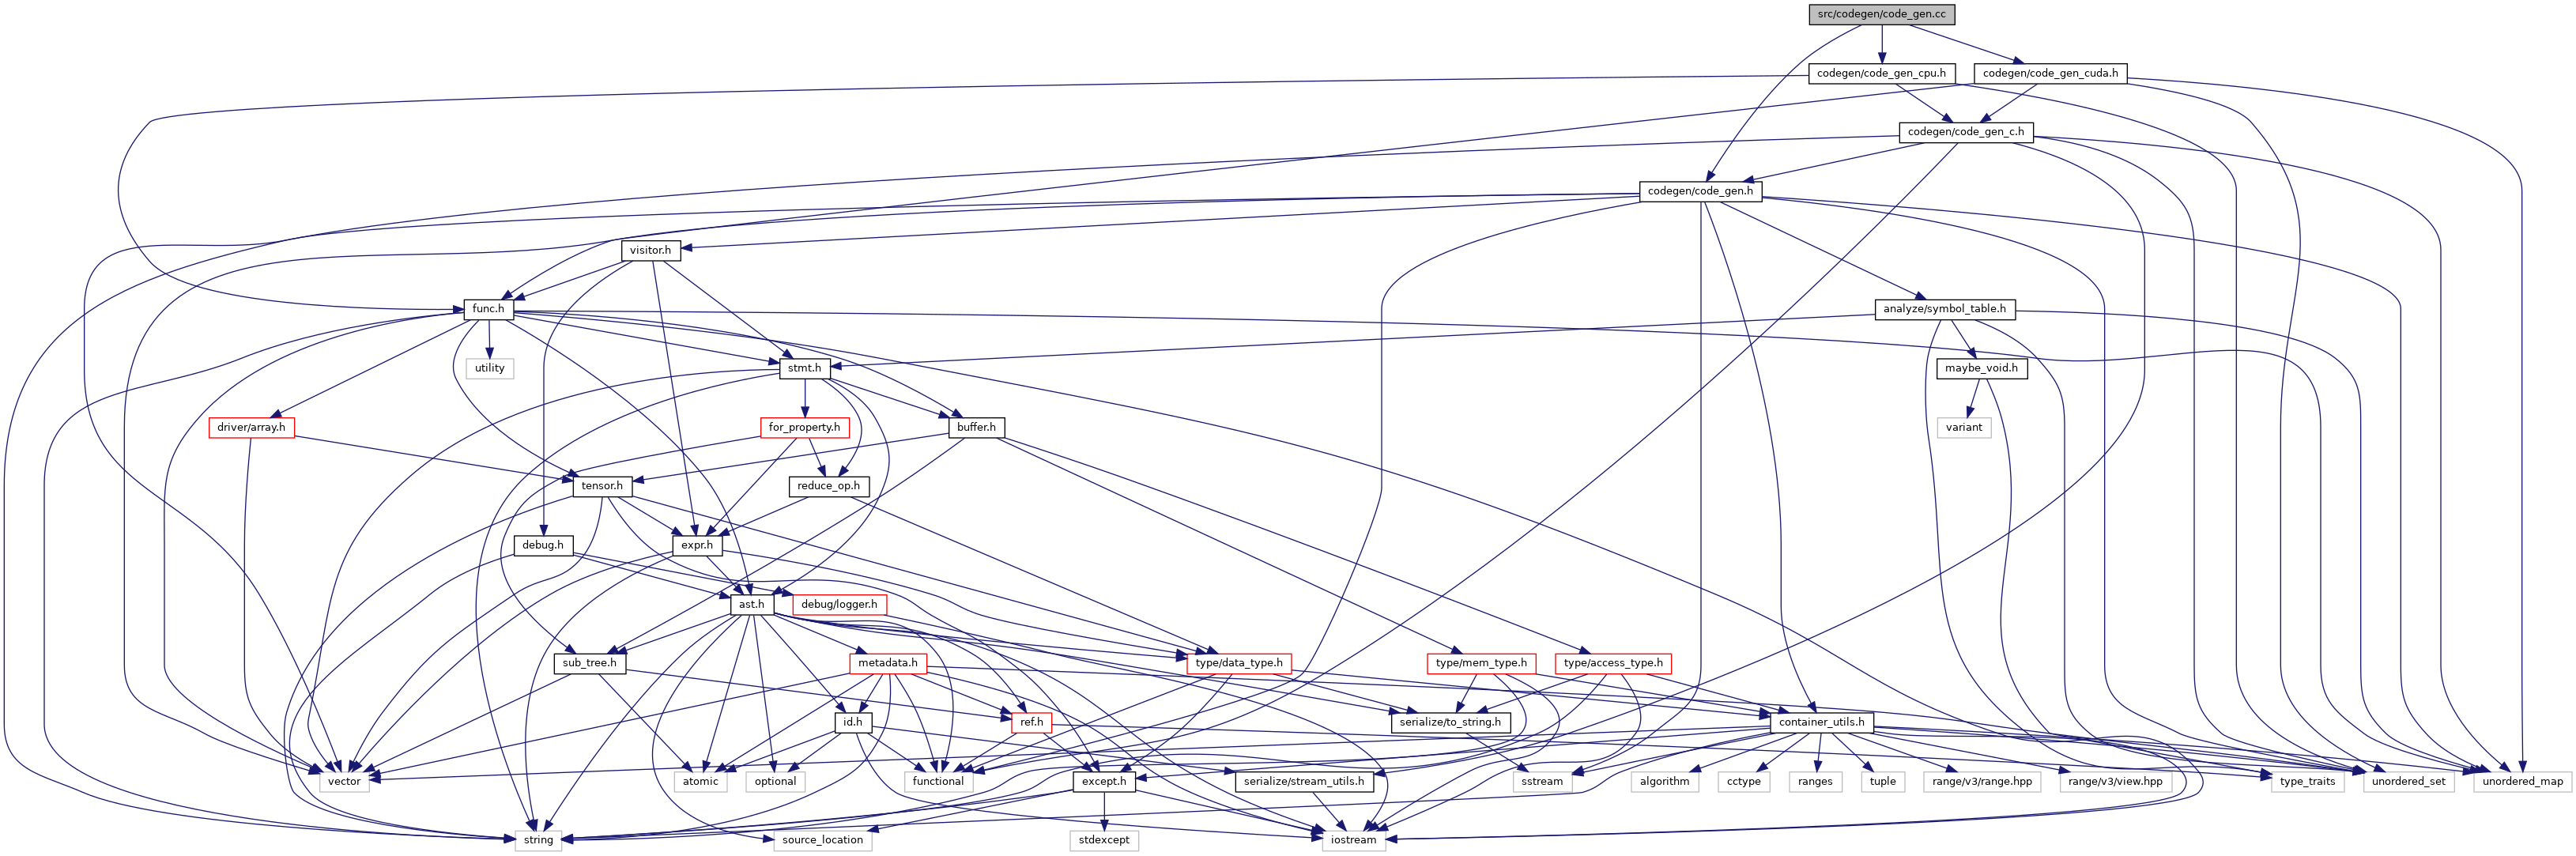 src/codegen/code_gen.cc
codegen/code_gen_cpu.h
codegen/code_gen_cuda.h
codegen/code_gen_c.h
codegen/code_gen.h
visitor.h
func.h
analyze/symbol_table.h
utility
stmt.h
maybe_void.h
driver/array.h
for_property.h
buffer.h
variant
tensor.h
reduce_op.h
debug.h
expr.h
ast.h
debug/logger.h
sub_tree.h
metadata.h
type/data_type.h
type/mem_type.h
type/access_type.h
id.h
ref.h
serialize/to_string.h
container_utils.h
vector
atomic
optional
functional
except.h
serialize/stream_utils.h
sstream
algorithm
cctype
ranges
tuple
range/v3/range.hpp
range/v3/view.hpp
type_traits
unordered_set
unordered_map
string
source_location
stdexcept
iostream